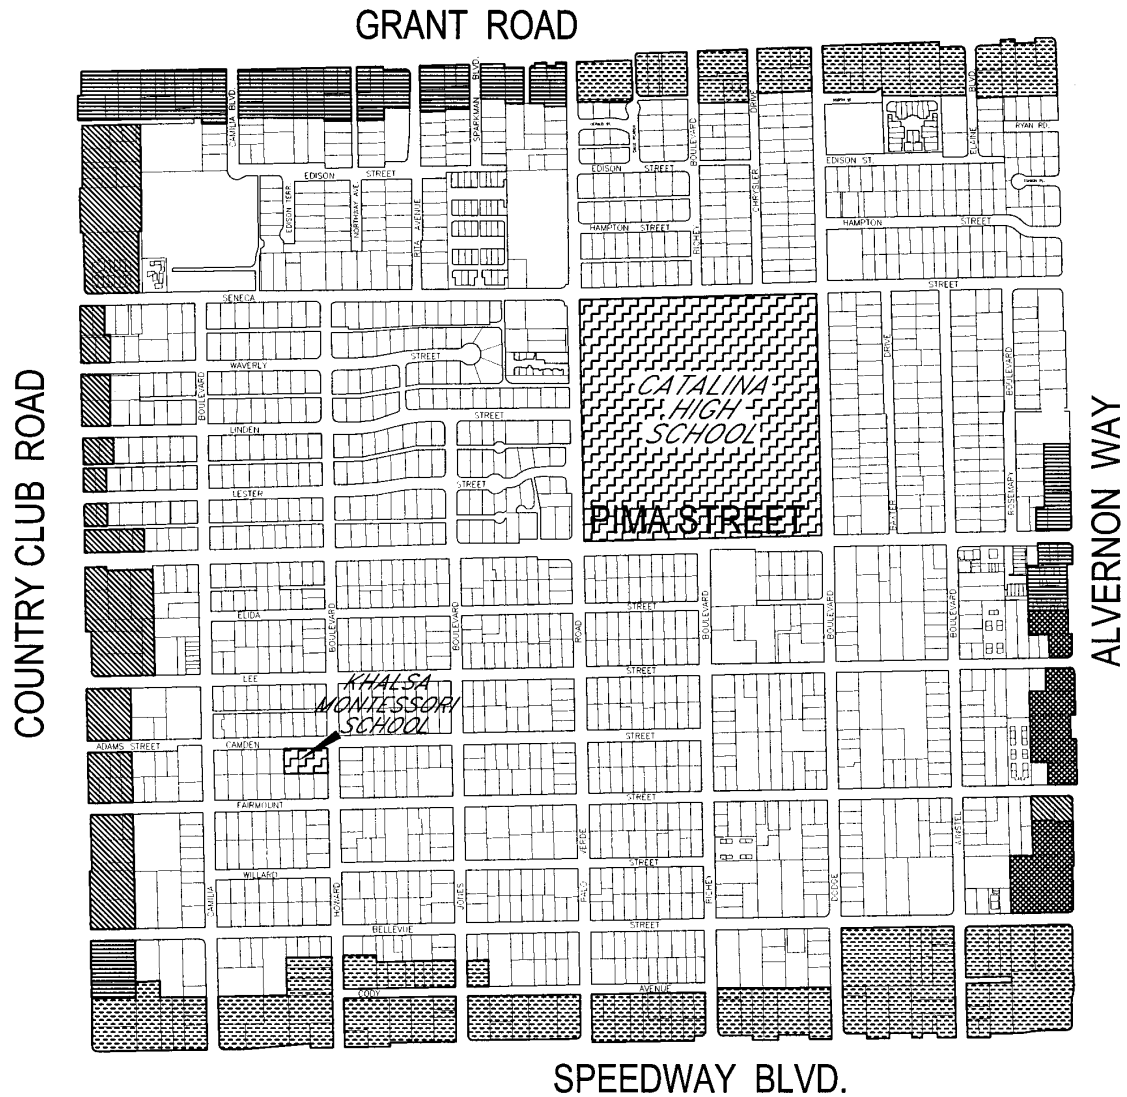 GRANT ROAD
CAMILIA BLVD.
SPARKMAN BLVD.
DRIVE
BLVD.
BOULEVARD
ELAINE
RYAN RD.
EDISON STREET
EDISON STREET
EDISON ST.
EDISON TERR.
NORTHWAY AVE.
RITA AVENUE
CHRYSLER
RICHEY
HAMPTON STREET
HAMPTON STREET
SENECA
STREET
WAVERLY
STREET
BOULEVARD
DRIVE
BOULEVARD
CATALINA
HIGH
SCHOOL
COUNTRY CLUB ROAD
ALVERNON WAY
LINDEN
STREET
LESTER
STREET
BAXTER
ROSEMARY
PIMA STREET
ELIDA
STREET
BOULEVARD
BOULEVARD
ROAD
BOULEVARD
BOULEVARD
BOULEVARD
LEE
STREET
KHALSA
MONTESSORI
SCHOOL
ADAMS STREET
CAMDEN
STREET
FAIRMOUNT
STREET
WILLARD
STREET
CAMILIA
HOWARD
JONES
PALO
VERDE
RICHEY
DODGE
BELLEVUE
STREET
CODY
AVENUE
SPEEDWAY BLVD.